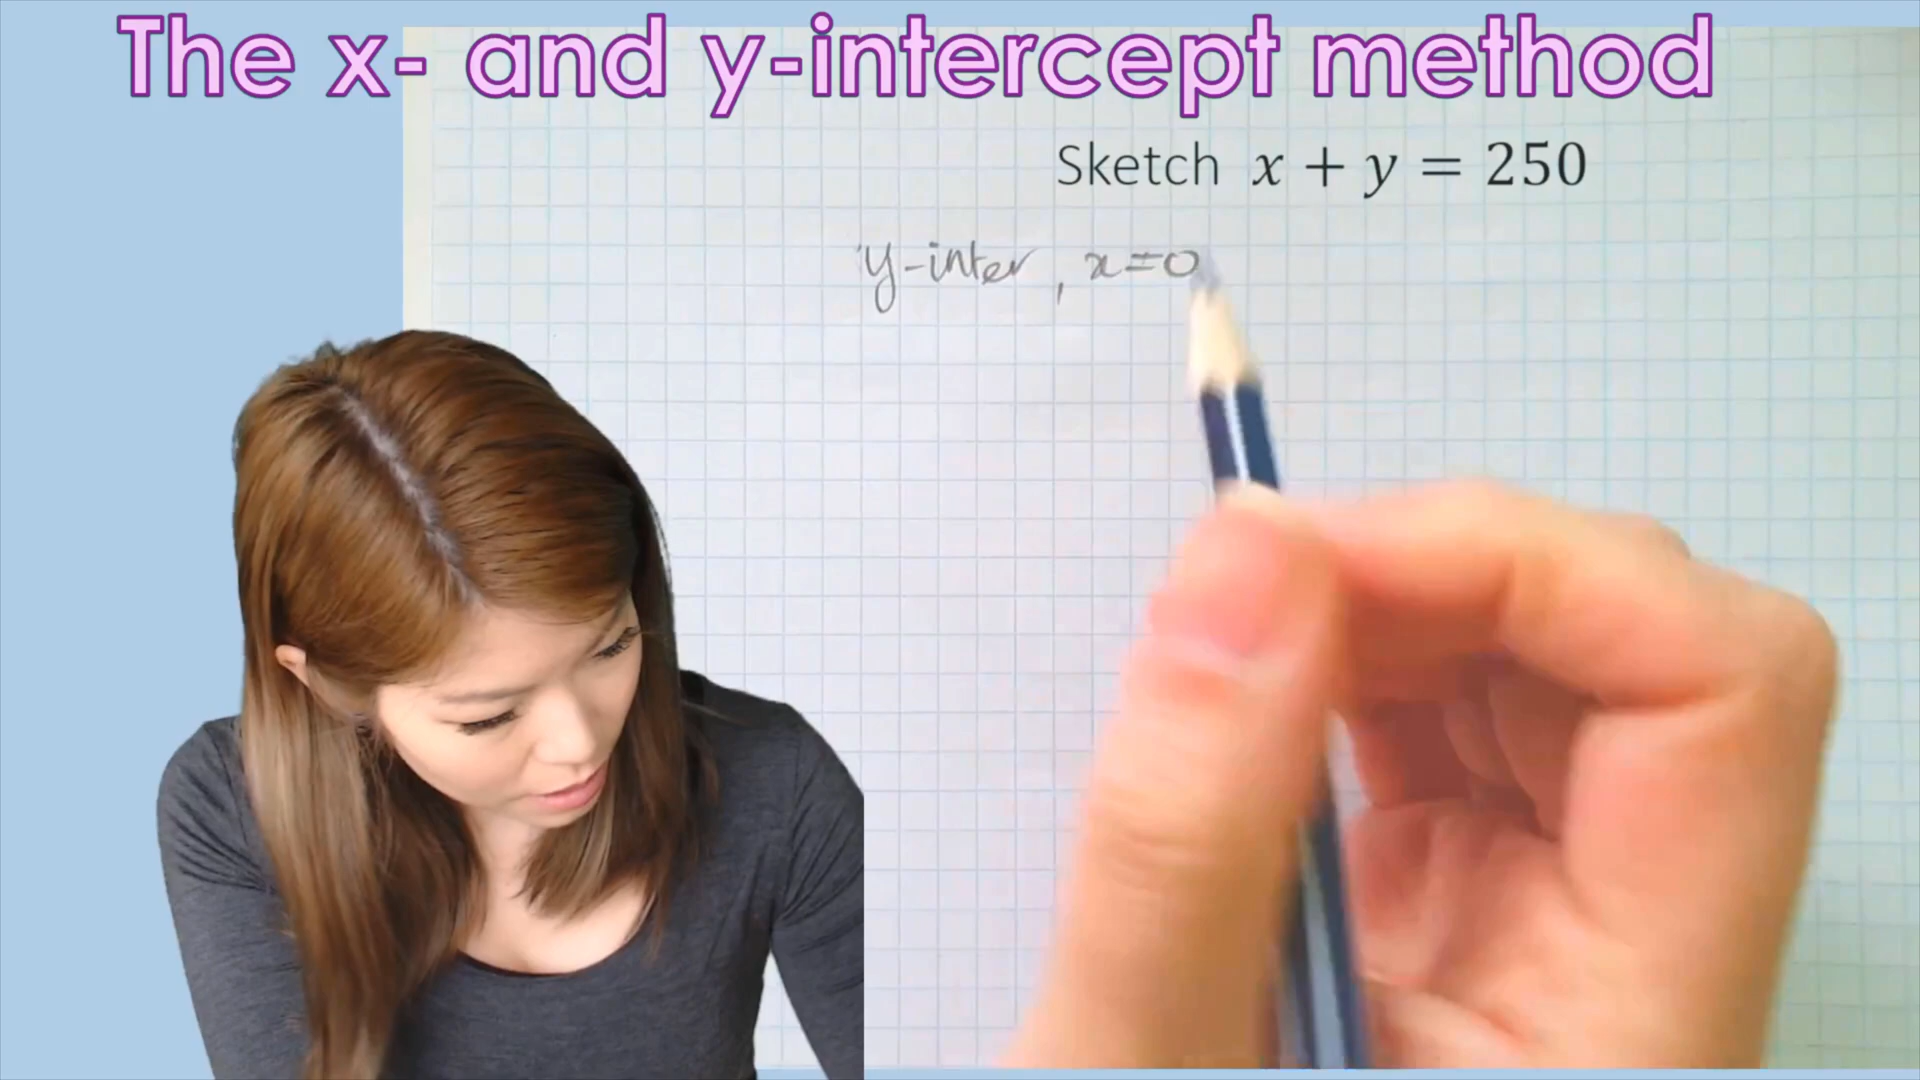 The x- and y-intercept method
Sketch x + y = 250
y-inter, x=0